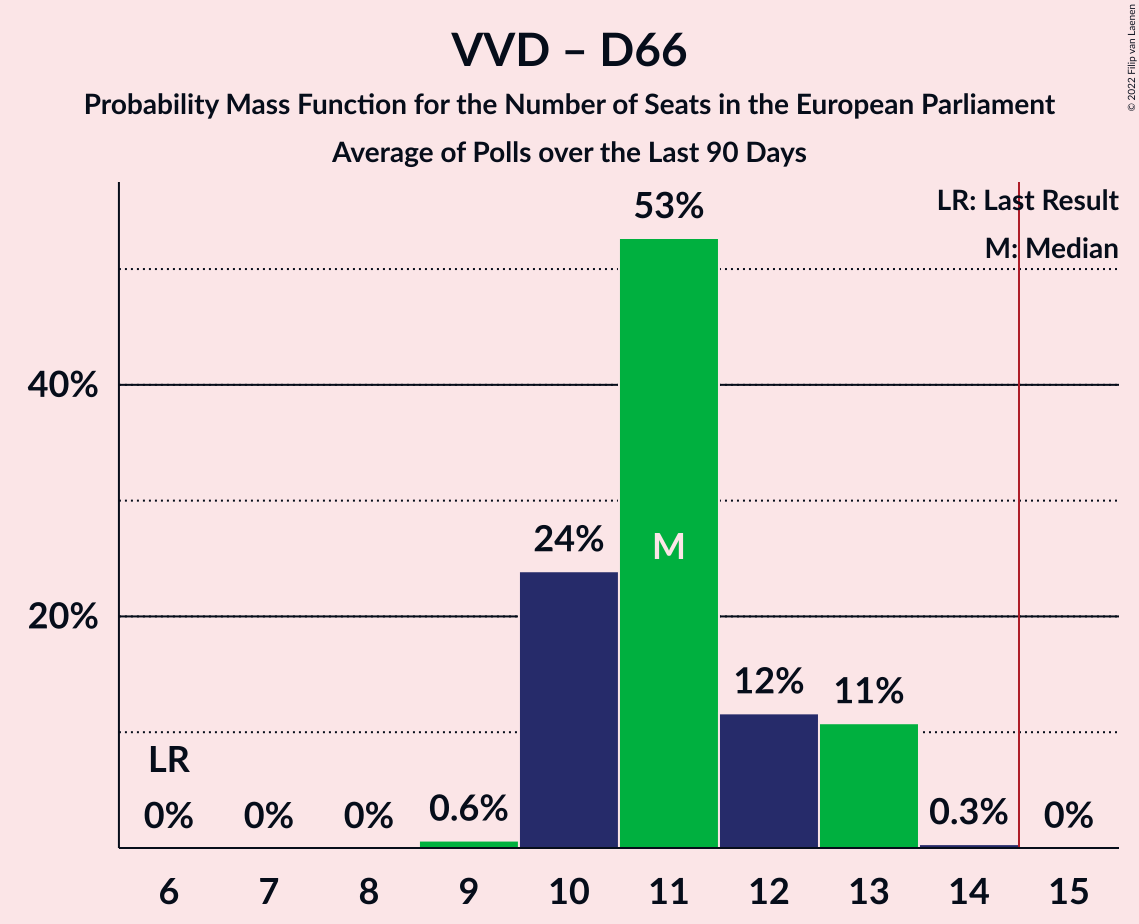 VVD – D66
Probability Mass Function for the Number of Seats in the European Parliament
Average of Polls over the Last 90 Days
© 2022 Filip van Laenen
LR: Last Result
M: Median
53%
40%
24%
M
20%
12%
11%
LR
0%
0%
0%
0.6%
0.3%
0%
6 7 8 9 10 11 12 13 14 15